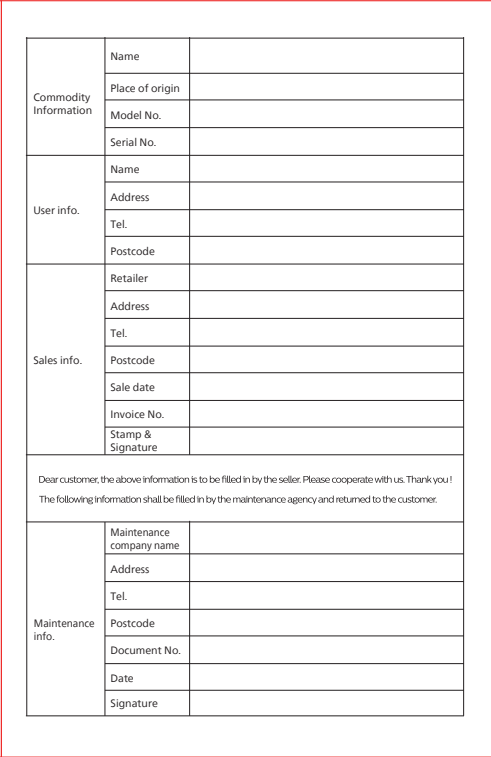 Commodity
Information
Name
Place of origin
Model No.
Serial No.
User info.
Name
Address
Tel.
Postcode
Sales info.
Retailer
Address
Tel.
Postcode
Sale date
Invoice No.
Stamp &
Signature
Dear customer, the above information is to be filled in by the seller. Please cooperate with us. Thank you !
The following information shall be filled in by the maintenance agency and returned to the customer.
Maintenance
info.
Maintenance
company name
Address
Tel.
Postcode
Document No.
Date
Signature